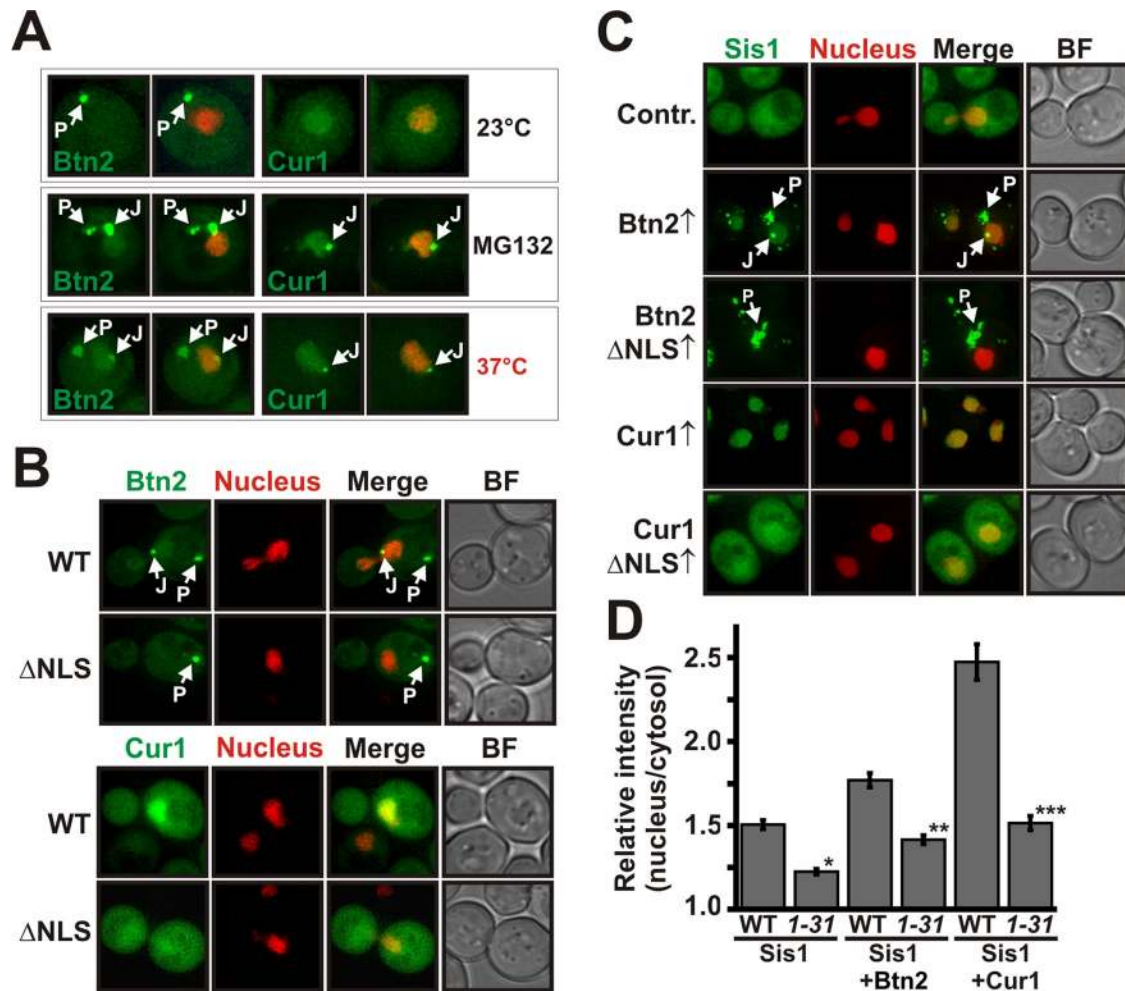 A
P
P
23°C
Btn2
Cur1
P
J
P
J
J
J
MG132
Btn2
Cur1
P
J
P
J
J
J
37°C
Btn2
Cur1
B
Btn2 Nucleus Merge BF
WT
J
P
J
P
ΔNLS
P
P
Cur1 Nucleus Merge BF
WT
ΔNLS
C
Sis1 Nucleus Merge BF
Contr.
Btn2↑
P
J
P
J
Btn2
ΔNLS↑
P
P
Cur1↑
Cur1
ΔNLS↑
D
Relative intensity
(nucleus/cytosol)
2.5
2.5
1.5
1.0
*
**
***
WT 1-31 WT 1-31 WT 1-31
Sis1 Sis1 Sis1
+Btn2 +Cur1